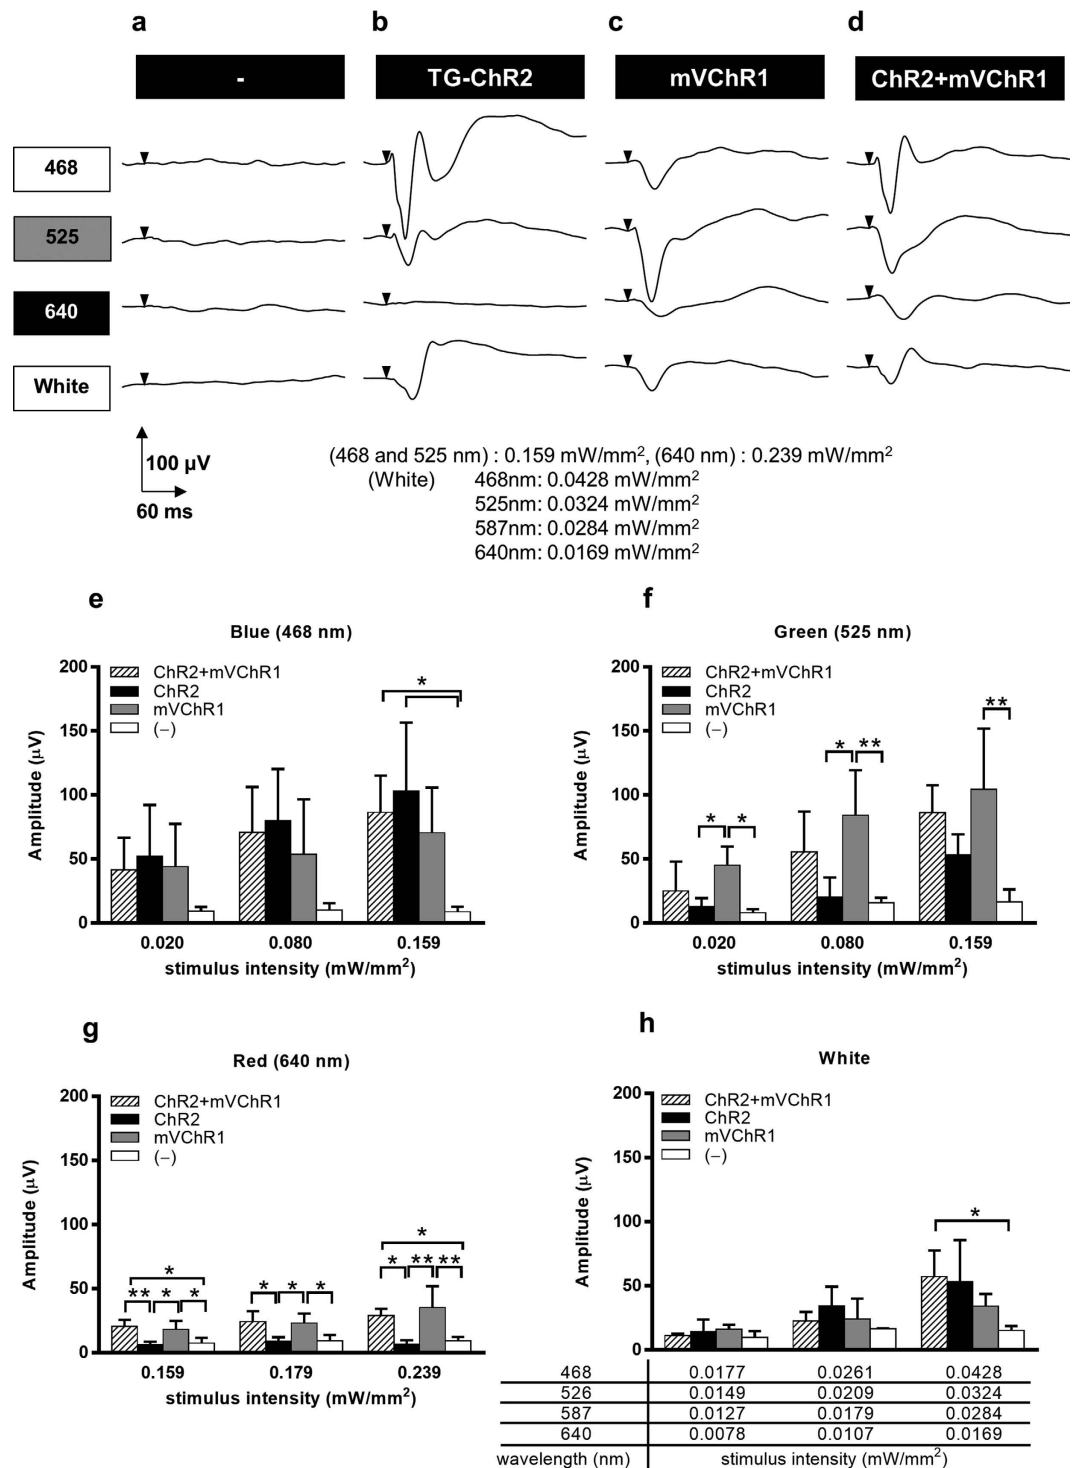 a b c d
- TG-ChR2 mVChR1 ChR2+mVChR1
468
525
640
White
100 µV
60 ms
(468 and 525 nm) : 0.159 mW/mm², (640 nm) : 0.239 mW/mm²
(White) 468nm: 0.0428 mW/mm²
525nm: 0.0324 mW/mm²
587nm: 0.0284 mW/mm²
640nm: 0.0169 mW/mm²
e
Blue (468 nm)
Amplitude (µV)
200
150
100
50
0
ChR2+mVChR1
ChR2
mVChR1
(−)
*
0.020 0.080 0.159
stimulus intensity (mW/mm²)
f
Green (525 nm)
Amplitude (µV)
200
150
100
50
0
ChR2+mVChR1
ChR2
mVChR1
(−)
**
* **
* *
0.020 0.080 0.159
stimulus intensity (mW/mm²)
g
Red (640 nm)
Amplitude (µV)
200
150
100
50
0
ChR2+mVChR1
ChR2
mVChR1
(−)
*
* ** **
*
** * *
* * *
0.159 0.179 0.239
stimulus intensity (mW/mm²)
h
White
Amplitude (µV)
200
150
100
50
0
ChR2+mVChR1
ChR2
mVChR1
(−)
*
468 0.0177 0.0261 0.0428
526 0.0149 0.0209 0.0324
587 0.0127 0.0179 0.0284
640 0.0078 0.0107 0.0169
wavelength (nm) stimulus intensity (mW/mm²)